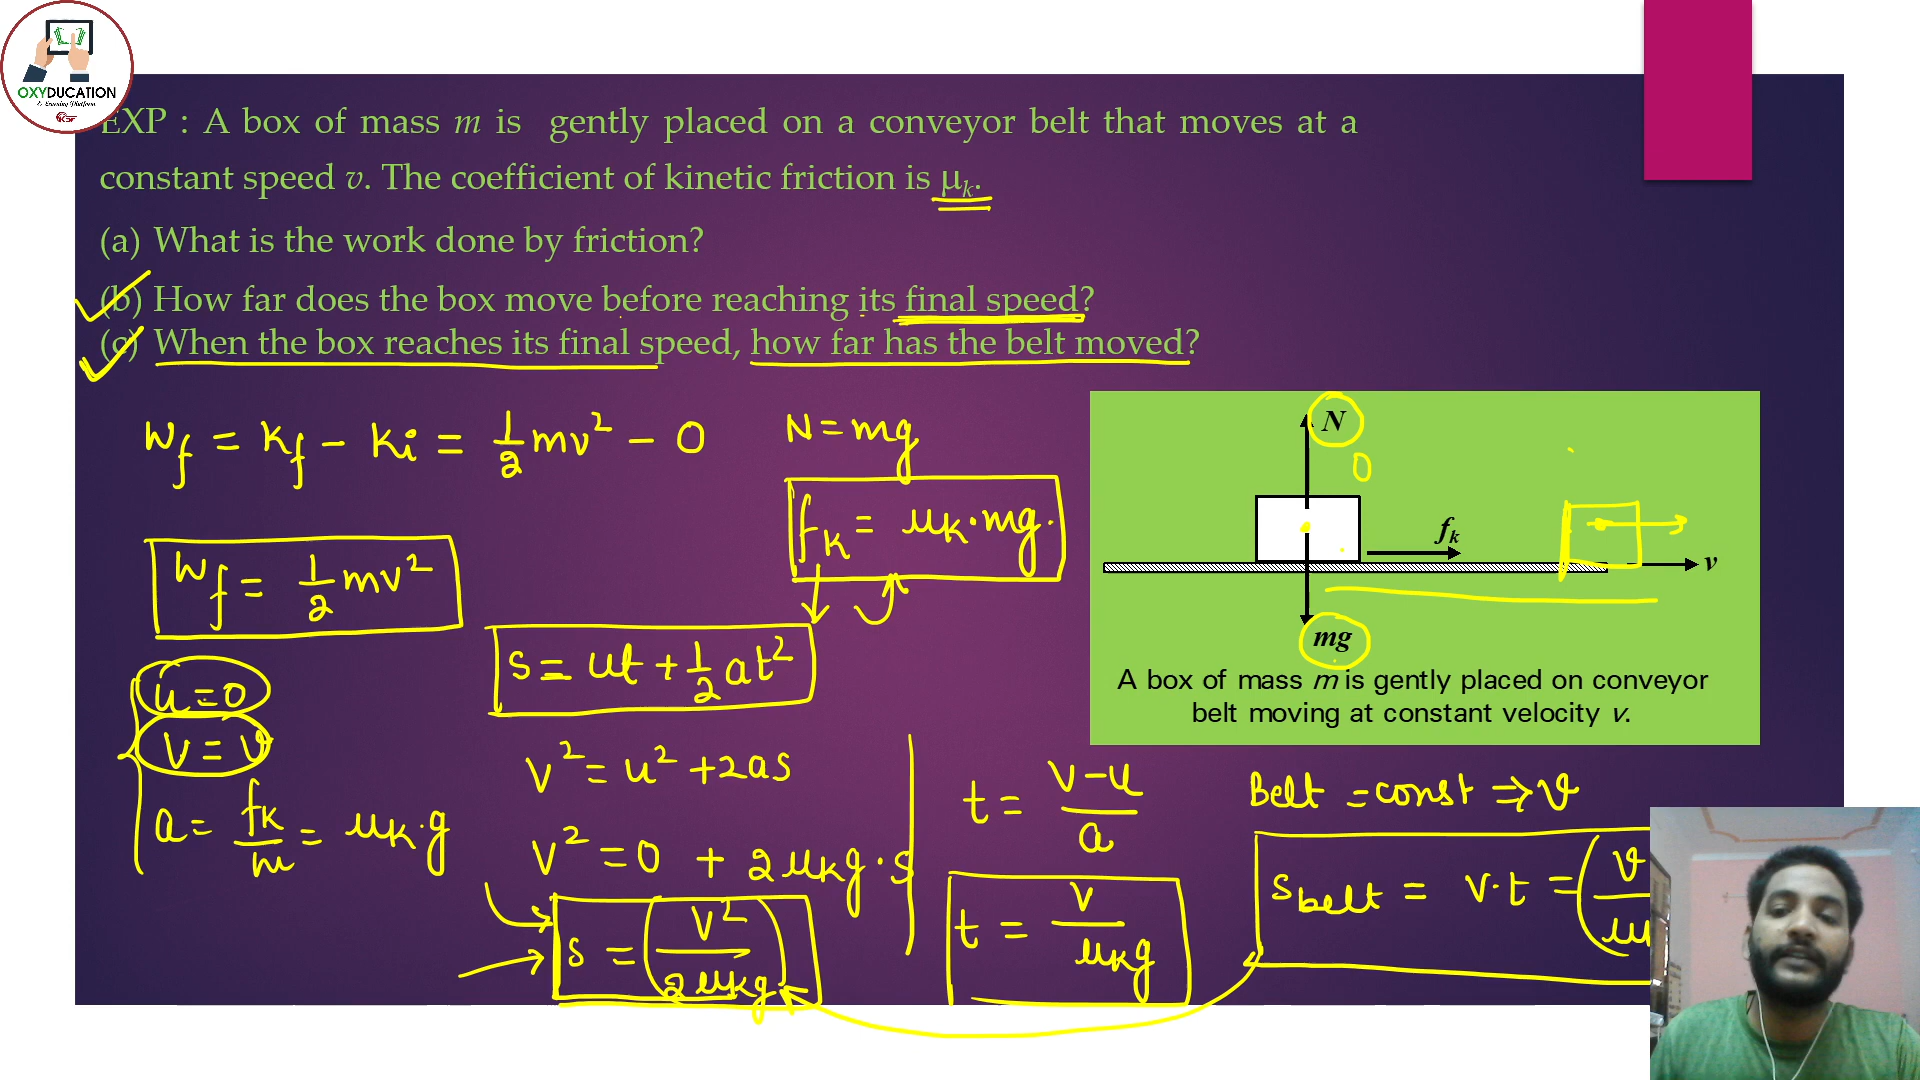 OXYDUCATION
A Learning Platform
EXP : A box of mass m is gently placed on a conveyor belt that moves at a
constant speed v. The coefficient of kinetic friction is μk.
(a) What is the work done by friction?
(b) How far does the box move before reaching its final speed?
(c) When the box reaches its final speed, how far has the belt moved?
Wf = Kf - Ki = 1/2 mv² - 0
N = mg
fK = μK·mg.
Wf = 1/2 mv²
S = ut + 1/2 at²
u = 0
V = v
a = fK/m = μK·g
V² = u² + 2as
V² = 0 + 2μKg·S
S = (V²/2μKg)
t = V-u/a
t = V/μKg
Belt = const ⇒ v
Sbelt = V·t = (v/μ
N
0
fk
v
mg
A box of mass m is gently placed on conveyor
belt moving at constant velocity v.